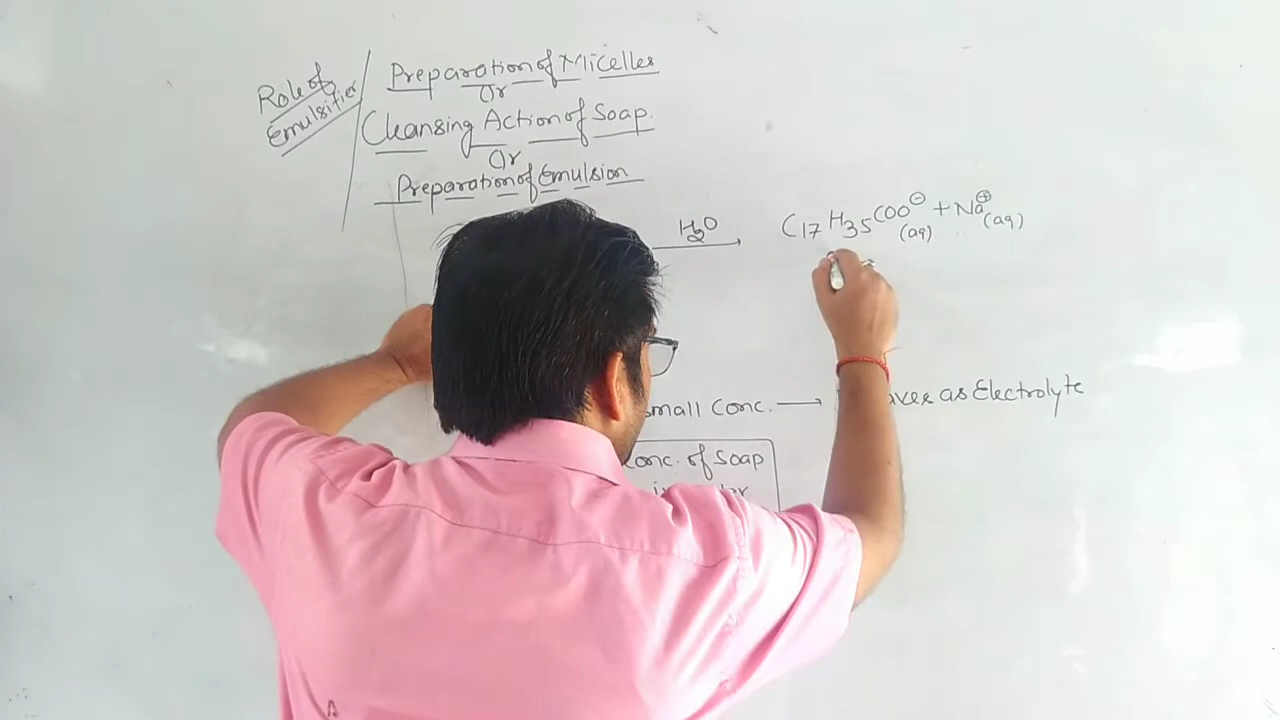 Role of
Emulsifier
Preparation of Micelles
Or
Cleansing Action of Soap.
Or
Preparation of Emulsion
H2O
C17H35COO⊖(aq) + Na⊕(aq)
small Conc. → as Electrolyte
Conc. of Soap